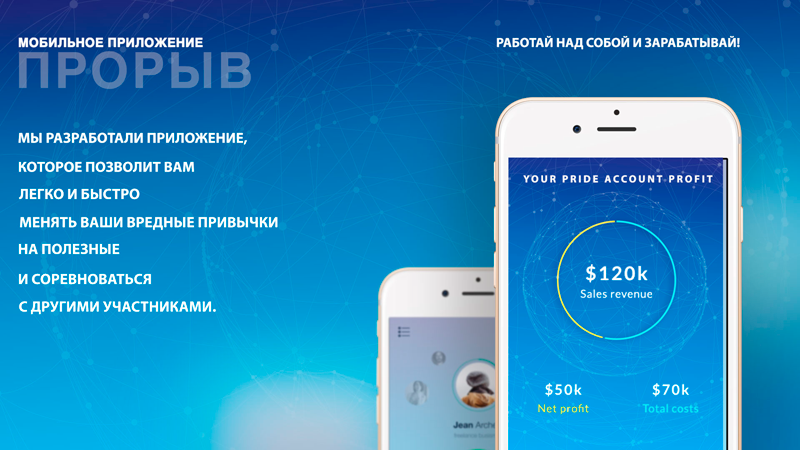 МОБИЛЬНОЕ ПРИЛОЖЕНИЕ
ПРОРЫВ
МЫ РАЗРАБОТАЛИ ПРИЛОЖЕНИЕ,
КОТОРОЕ ПОЗВОЛИТ ВАМ
ЛЕГКО И БЫСТРО
МЕНЯТЬ ВАШИ ВРЕДНЫЕ ПРИВЫЧКИ
НА ПОЛЕЗНЫЕ
И СОРЕВНОВАТЬСЯ
С ДРУГИМИ УЧАСТНИКАМИ.
РАБОТАЙ НАД СОБОЙ И ЗАРАБАТЫВАЙ!
YOUR PRIDE ACCOUNT PROFIT
$120k
Sales revenue
$50k
$70k
Net profit
Total costs
Jean